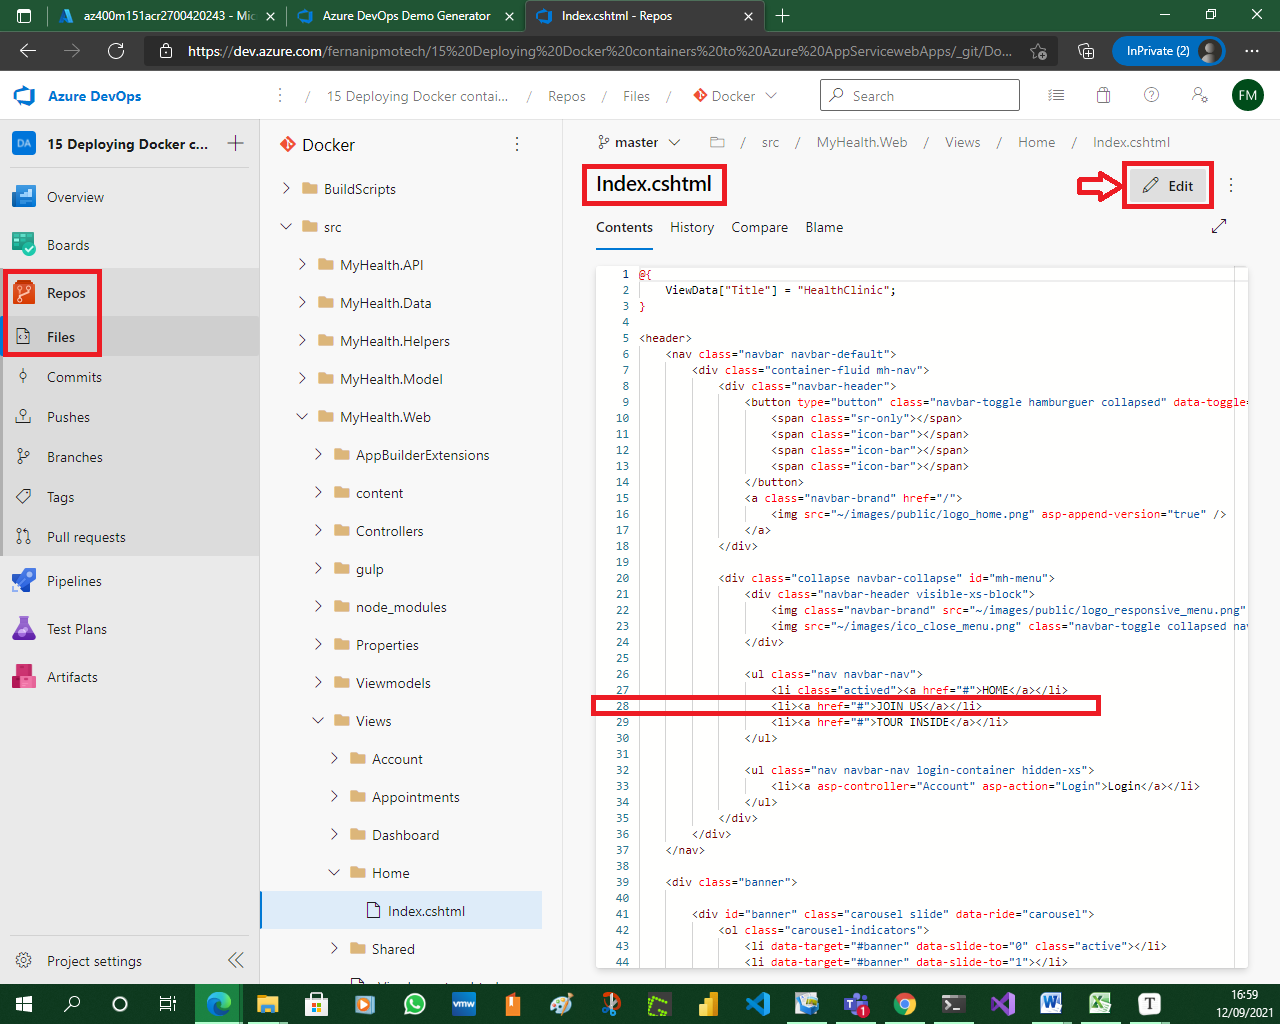 az400m151acr2700420243 - Mic
Azure DevOps Demo Generator
Index.cshtml - Repos
https://dev.azure.com/fernanipmotech/15%20Deploying%20Docker%20containers%20to%20Azure%20AppServicewebApps/_git/Do...
InPrivate (2)
Azure DevOps
/ 15 Deploying Docker contai... / Repos / Files / Docker
Search
FM
DA
15 Deploying Docker c...
Overview
Boards
Repos
Files
Commits
Pushes
Branches
Tags
Pull requests
Pipelines
Test Plans
Artifacts
Project settings
Docker
BuildScripts
src
MyHealth.API
MyHealth.Data
MyHealth.Helpers
MyHealth.Model
MyHealth.Web
AppBuilderExtensions
content
Controllers
gulp
node_modules
Properties
Viewmodels
Views
Account
Appointments
Dashboard
Home
Index.cshtml
Shared
master / src / MyHealth.Web / Views / Home / Index.cshtml
Index.cshtml
Edit
Contents History Compare Blame
1 @{
2 ViewData["Title"] = "HealthClinic";
3 }
4
5 <header>
6 <nav class="navbar navbar-default">
7 <div class="container-fluid mh-nav">
8 <div class="navbar-header">
9 <button type="button" class="navbar-toggle hamburguer collapsed" data-toggle=
10 <span class="sr-only"></span>
11 <span class="icon-bar"></span>
12 <span class="icon-bar"></span>
13 <span class="icon-bar"></span>
14 </button>
15 <a class="navbar-brand" href="/">
16 <img src="~/images/public/logo_home.png" asp-append-version="true" />
17 </a>
18 </div>
19
20 <div class="collapse navbar-collapse" id="mh-menu">
21 <div class="navbar-header visible-xs-block">
22 <img class="navbar-brand" src="~/images/public/logo_responsive_menu.png"
23 <img src="~/images/ico_close_menu.png" class="navbar-toggle collapsed na
24 </div>
25
26 <ul class="nav navbar-nav">
27 <li class="actived"><a href="#">HOME</a></li>
28 <li><a href="#">JOIN US</a></li>
29 <li><a href="#">TOUR INSIDE</a></li>
30 </ul>
31
32 <ul class="nav navbar-nav login-container hidden-xs">
33 <li><a asp-controller="Account" asp-action="Login">Login</a></li>
34 </ul>
35 </div>
36 </div>
37 </nav>
38
39 <div class="banner">
40
41 <div id="banner" class="carousel slide" data-ride="carousel">
42 <ol class="carousel-indicators">
43 <li data-target="#banner" data-slide-to="0" class="active"></li>
44 <li data-target="#banner" data-slide-to="1"></li>
vmw
1
T
16:59
12/09/2021